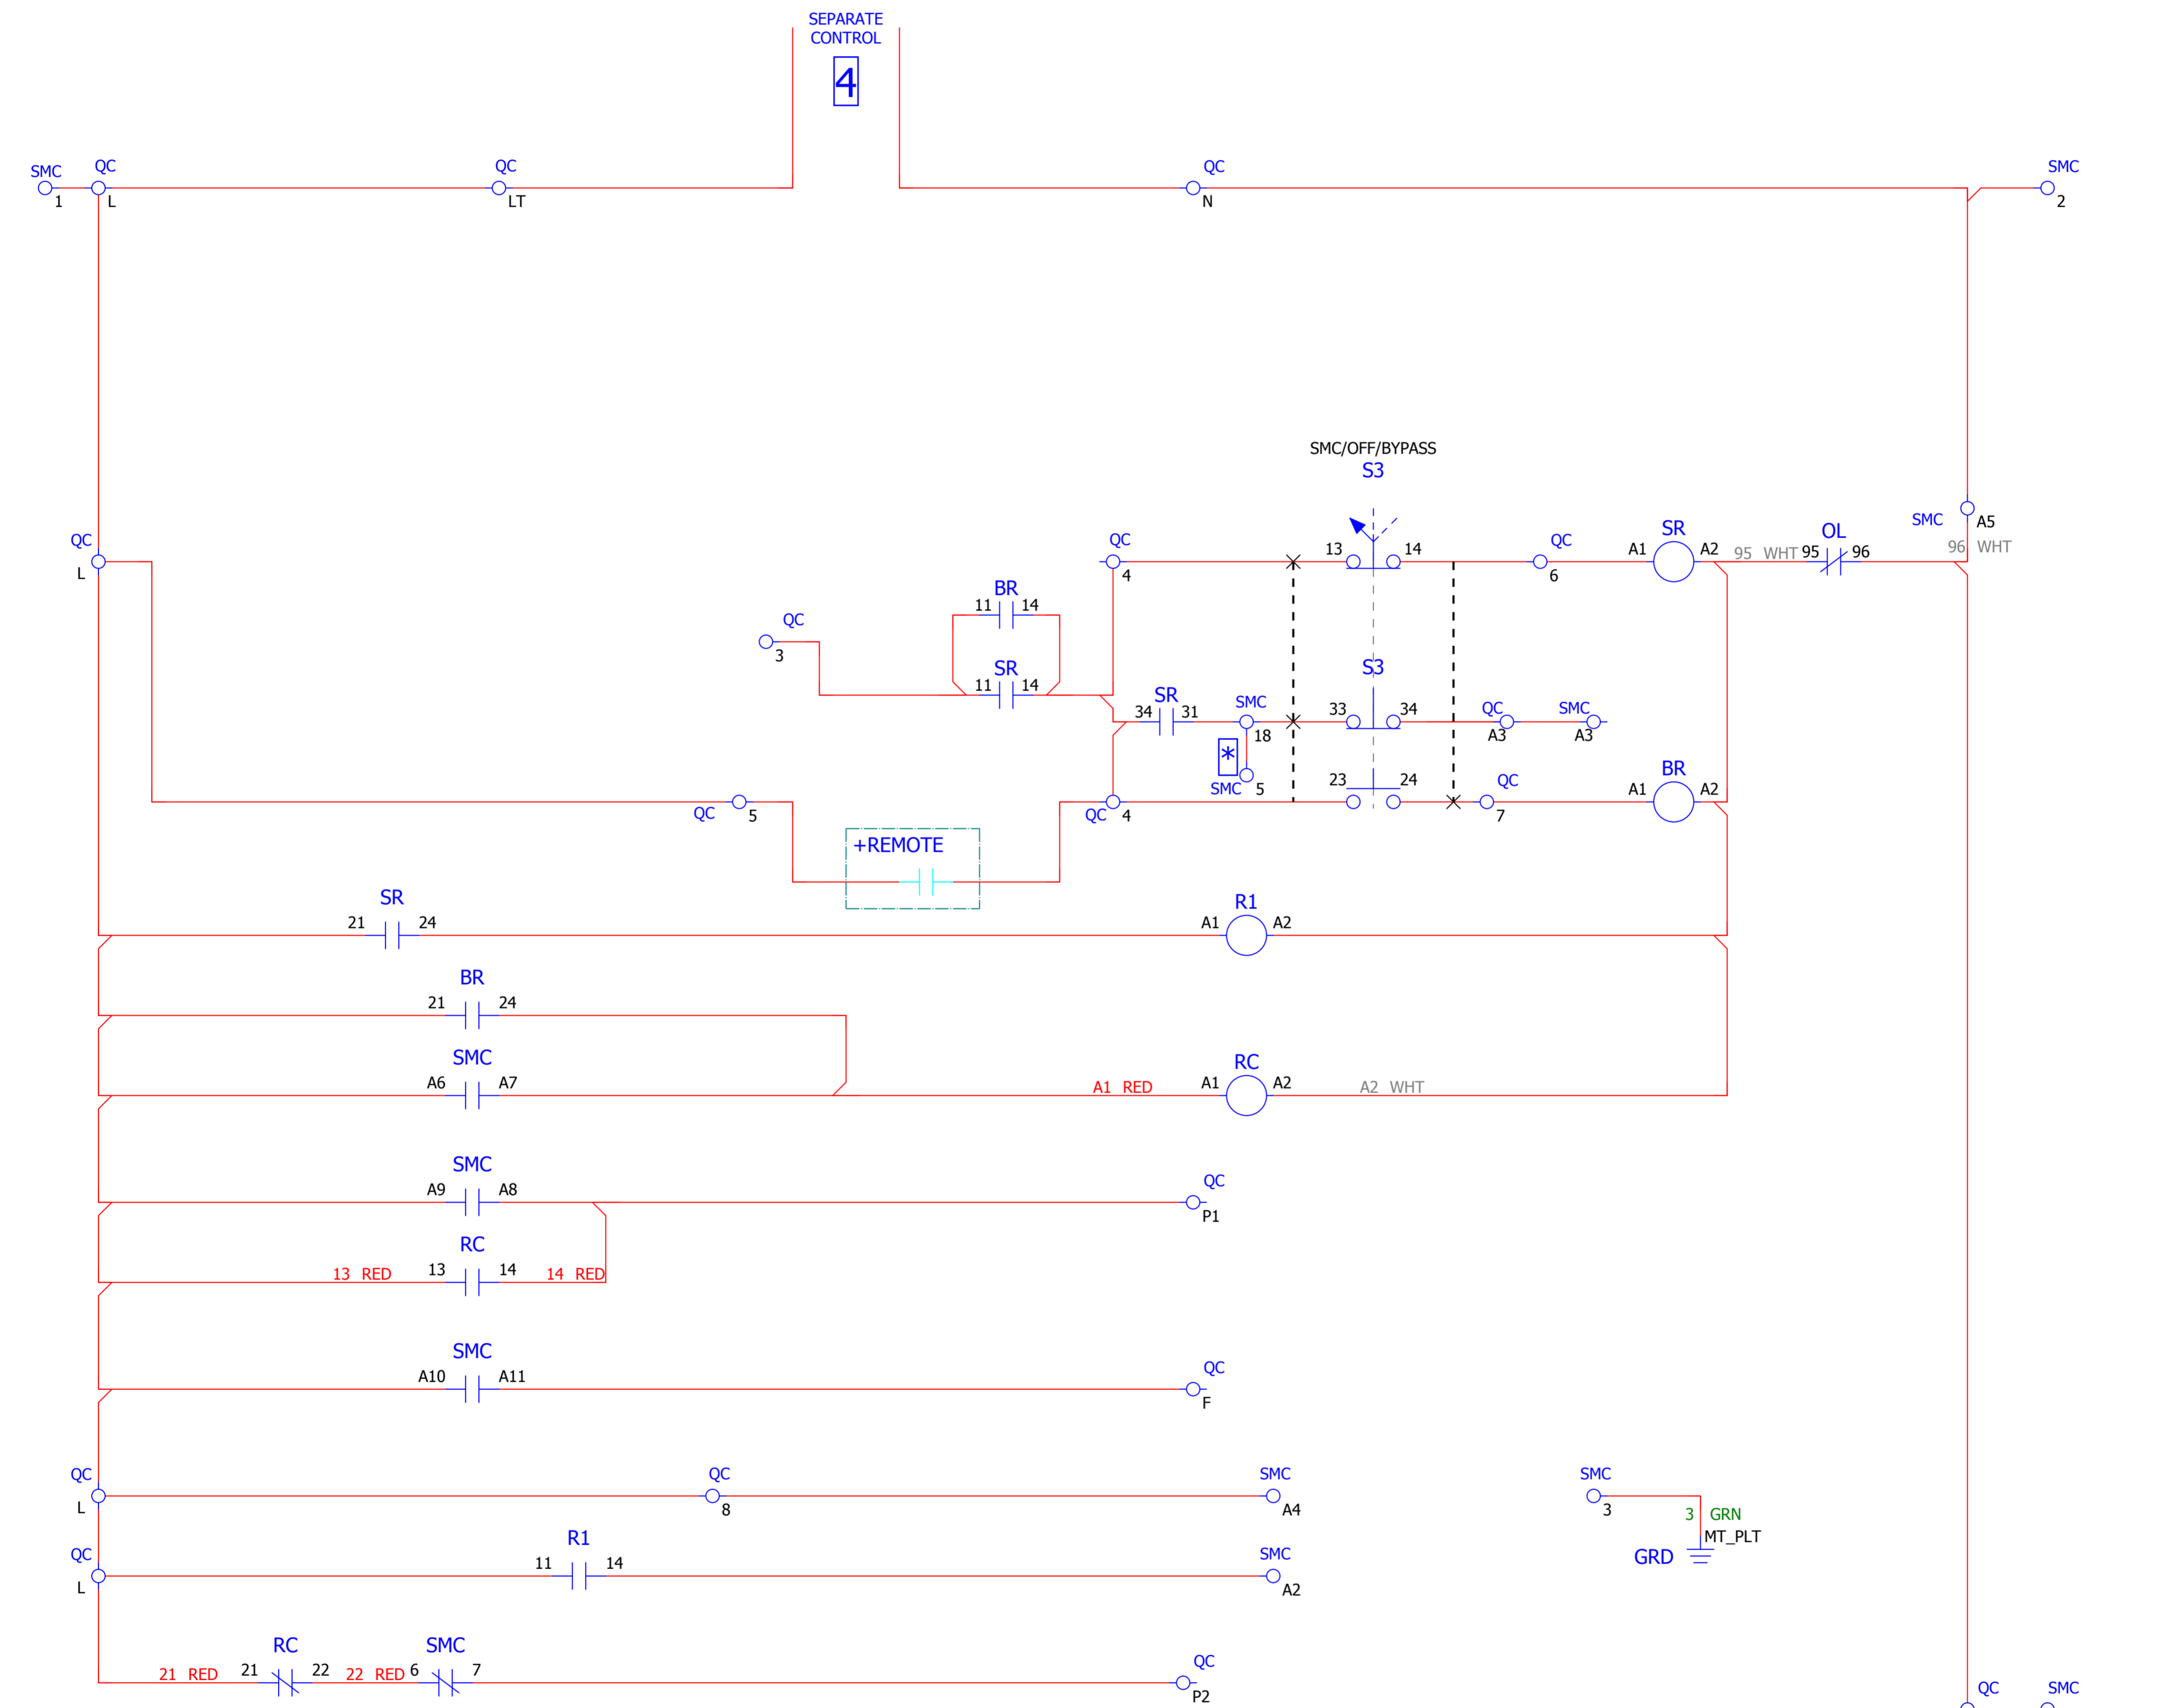 SEPARATE
CONTROL
4
SMC
QC
QC
QC
SMC
1
L
LT
N
2
SMC/OFF/BYPASS
S3
SMC
A5
QC
L
QC
4
13
14
QC
6
SR
A1
A2
95 WHT
OL
95
96
96 WHT
BR
11
14
QC
3
SR
11
14
SR
34
31
SMC
18
*
SMC
5
S3
33
34
QC
A3
SMC
A3
QC
5
QC
4
23
24
QC
7
BR
A1
A2
+REMOTE
SR
21
24
R1
A1
A2
BR
21
24
SMC
A6
A7
A1 RED
RC
A1
A2
A2 WHT
SMC
A9
A8
QC
P1
RC
13 RED
13
14
14 RED
SMC
A10
A11
QC
F
QC
L
QC
8
SMC
A4
SMC
3
3 GRN
MT_PLT
GRD
QC
L
R1
11
14
SMC
A2
RC
21 RED
21
22
22 RED
SMC
6
7
QC
P2
QC
SMC